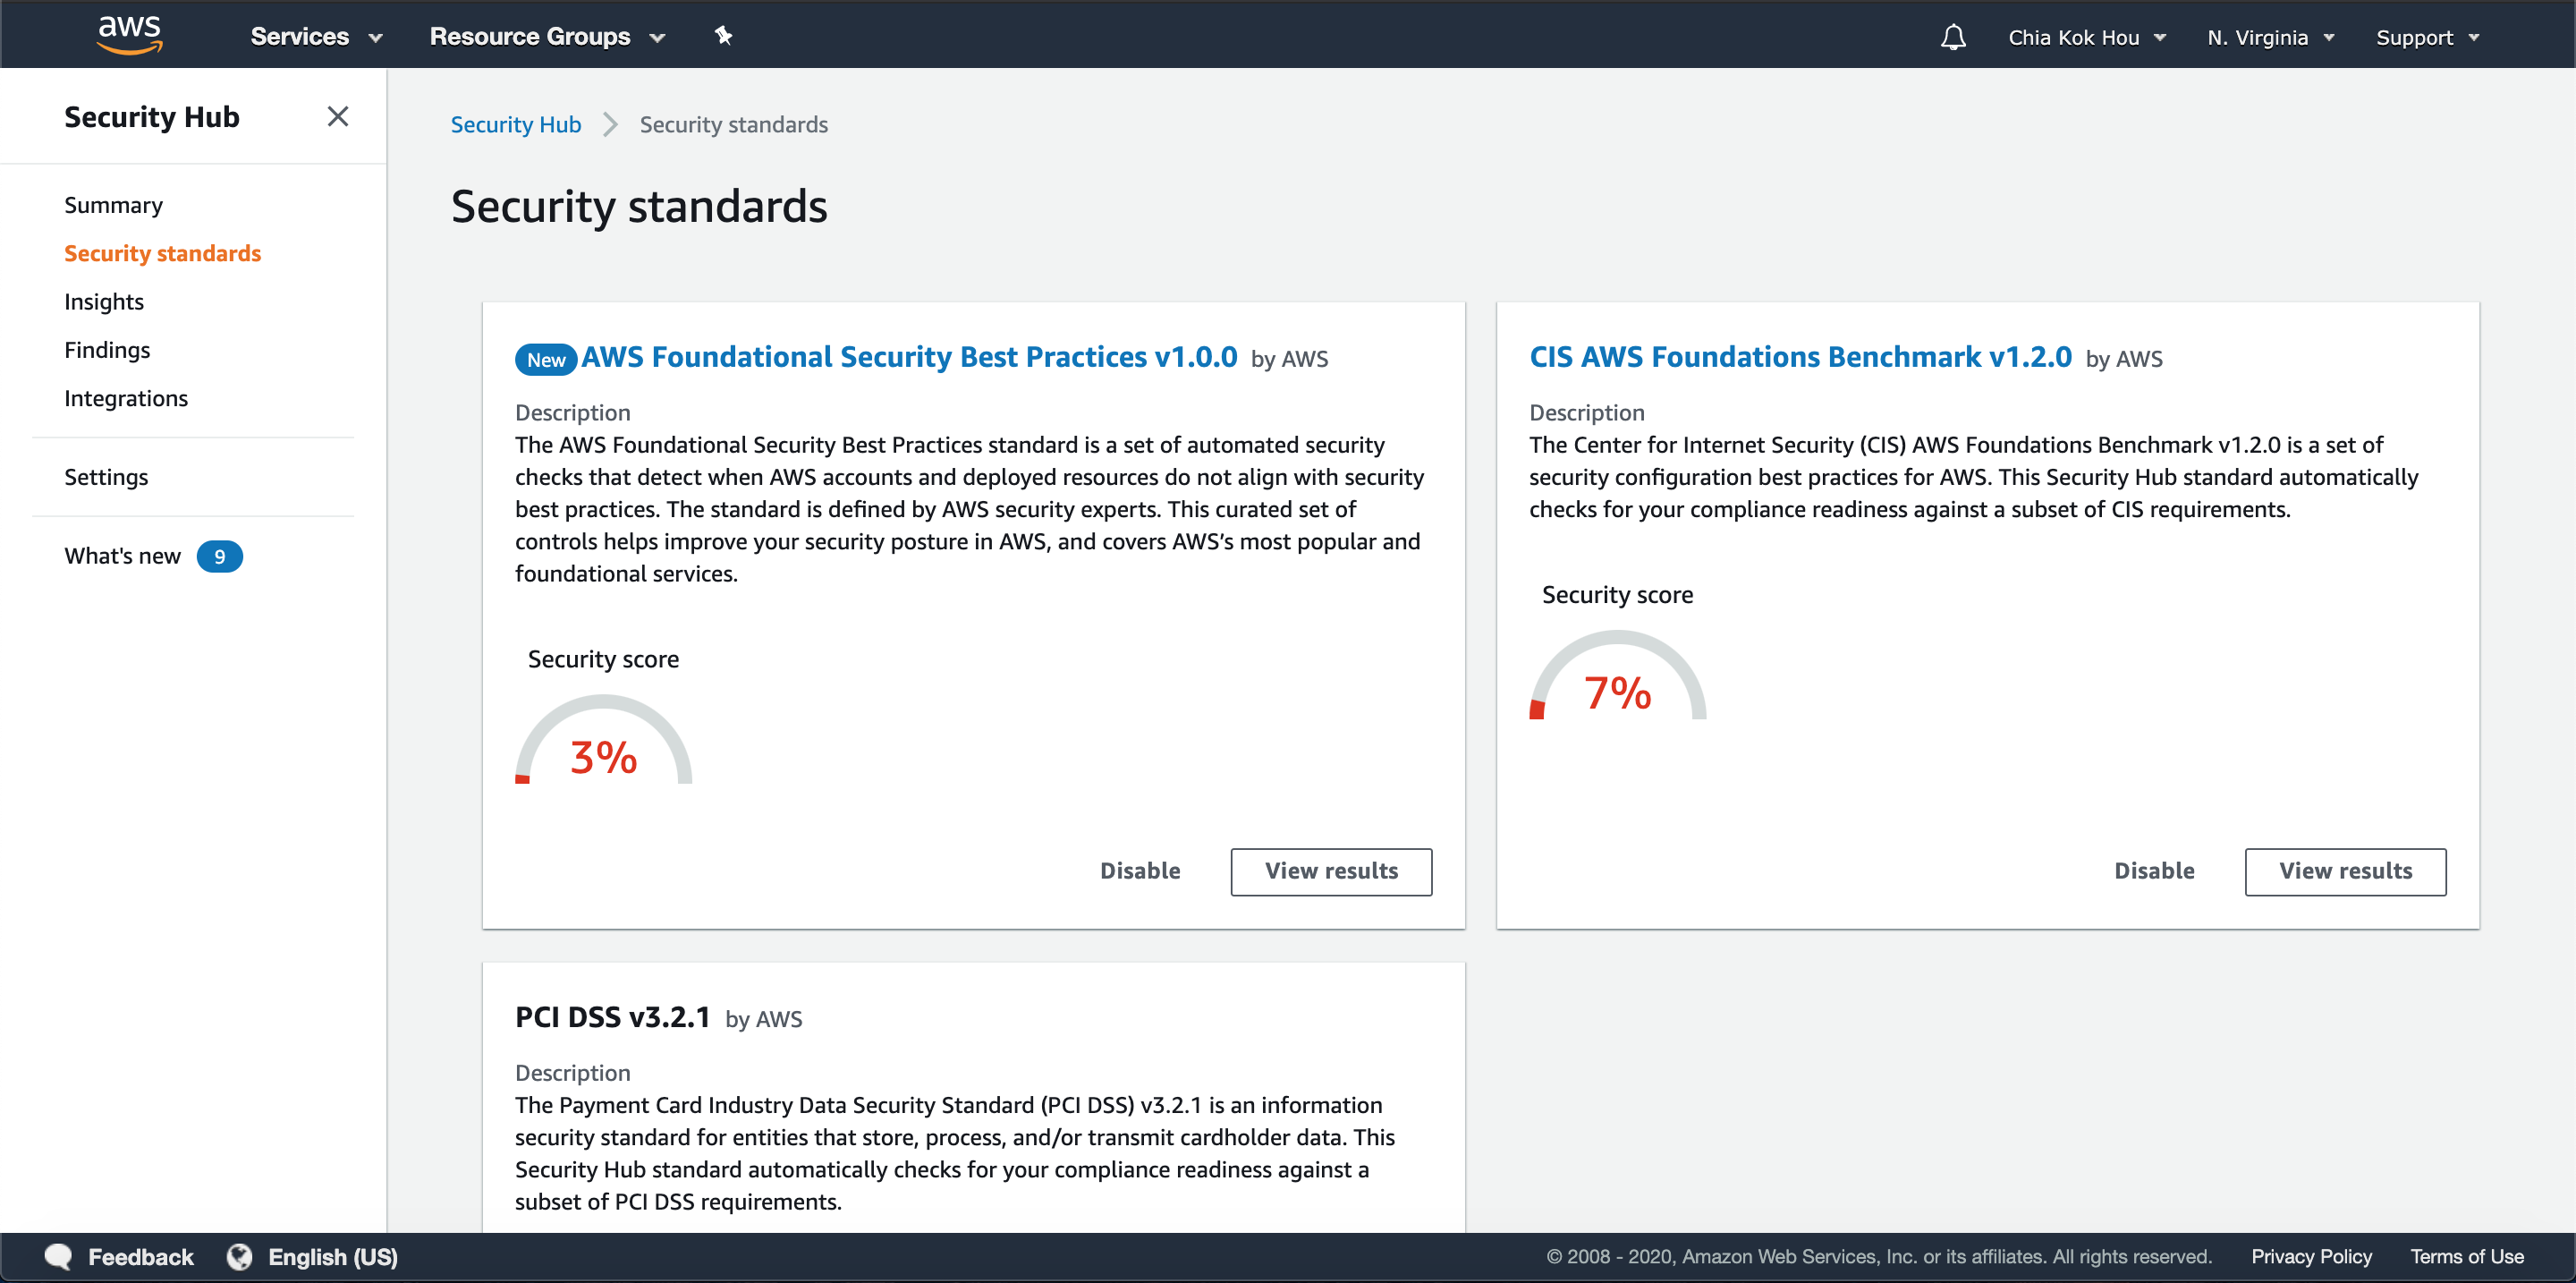 aws
Services
Resource Groups
Chia Kok Hou
N. Virginia
Support
Security Hub
Summary
Security standards
Insights
Findings
Integrations
Settings
What's new 9
Security Hub
Security standards
Security standards
New AWS Foundational Security Best Practices v1.0.0 by AWS
Description
The AWS Foundational Security Best Practices standard is a set of automated security
checks that detect when AWS accounts and deployed resources do not align with security
best practices. The standard is defined by AWS security experts. This curated set of
controls helps improve your security posture in AWS, and covers AWS’s most popular and
foundational services.
Security score
3%
Disable
View results
CIS AWS Foundations Benchmark v1.2.0 by AWS
Description
The Center for Internet Security (CIS) AWS Foundations Benchmark v1.2.0 is a set of
security configuration best practices for AWS. This Security Hub standard automatically
checks for your compliance readiness against a subset of CIS requirements.
Security score
7%
Disable
View results
PCI DSS v3.2.1 by AWS
Description
The Payment Card Industry Data Security Standard (PCI DSS) v3.2.1 is an information
security standard for entities that store, process, and/or transmit cardholder data. This
Security Hub standard automatically checks for your compliance readiness against a
subset of PCI DSS requirements.
Feedback
English (US)
© 2008 - 2020, Amazon Web Services, Inc. or its affiliates. All rights reserved.
Privacy Policy
Terms of Use